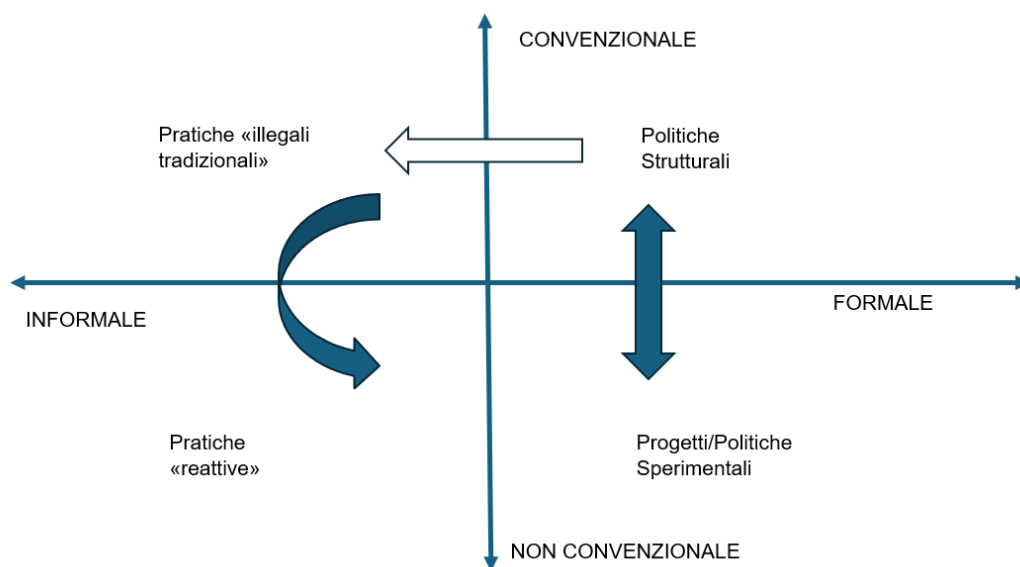 CONVENZIONALE
Pratiche «illegali
tradizionali»
Politiche
Strutturali
INFORMALE
FORMALE
Pratiche
«reattive»
Progetti/Politiche
Sperimentali
NON CONVENZIONALE